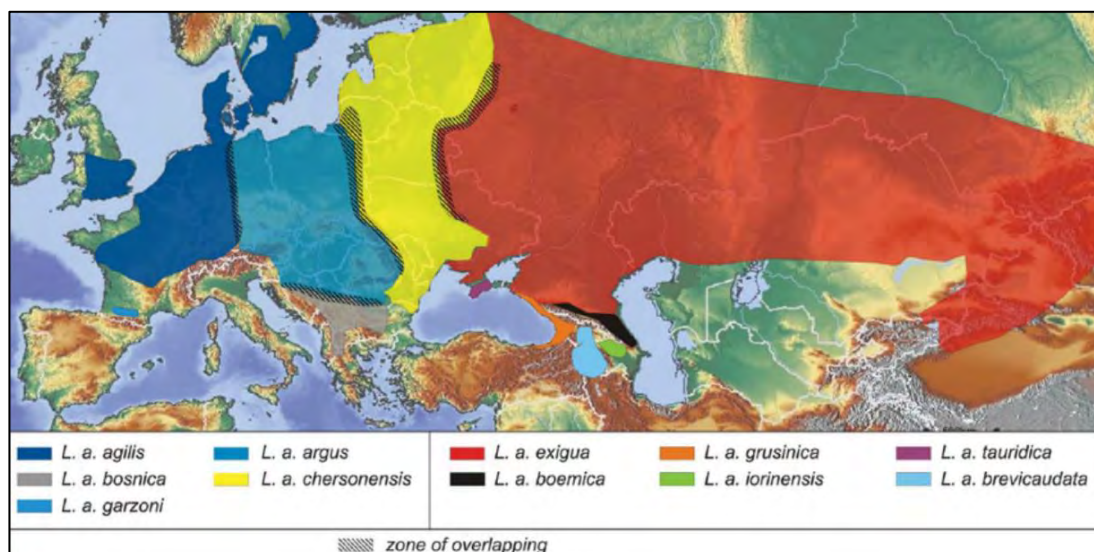 L. a. agilis
L. a. bosnica
L. a. garzoni
L. a. argus
L. a. chersonensis
L. a. exigua
L. a. boemica
L. a. grusinica
L. a. iorinensis
L. a. tauridica
L. a. brevicaudata
zone of overlapping